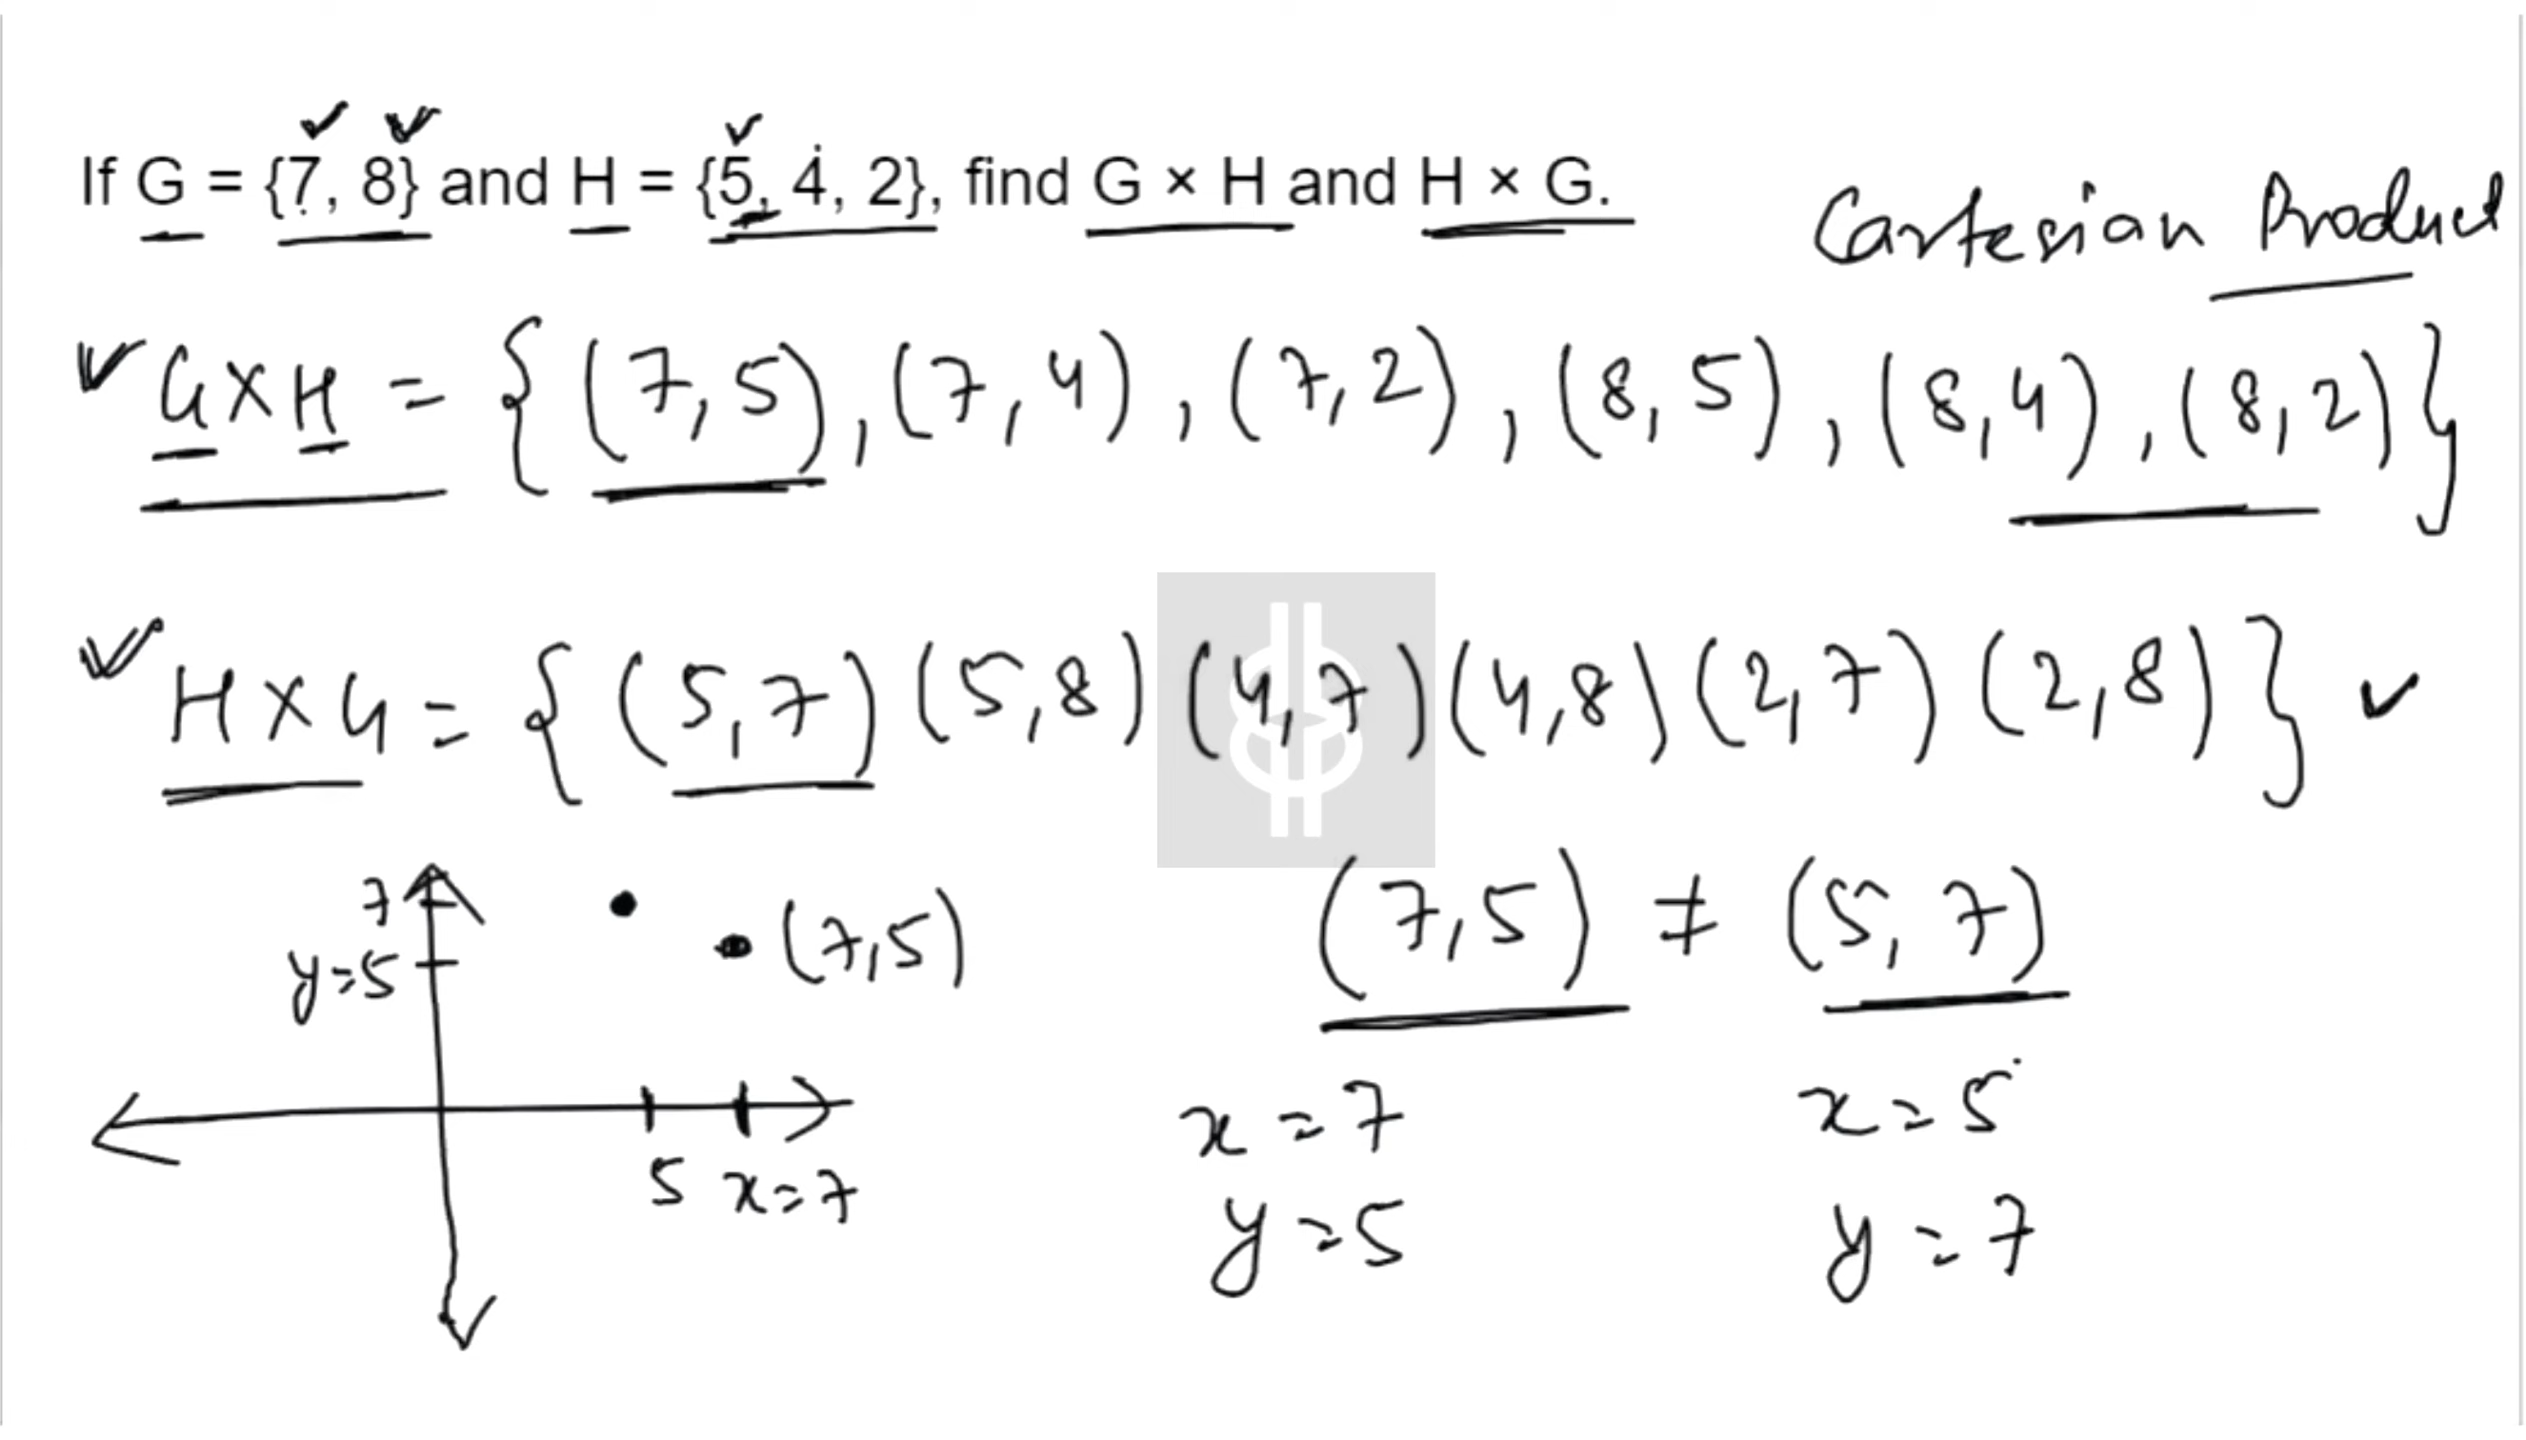 If G = {7, 8} and H = {5, 4, 2}, find G × H and H × G.
Cartesian Product
G×H = {(7,5), (7,4), (7,2), (8,5), (8,4), (8,2)}
H×G = {(5,7) (5,8) (4,7) (4,8) (2,7) (2,8)}
7
y=5
(7,5)
5 x=7
(7,5) ≠ (5,7)
x=7 x=5
y=5 y=7